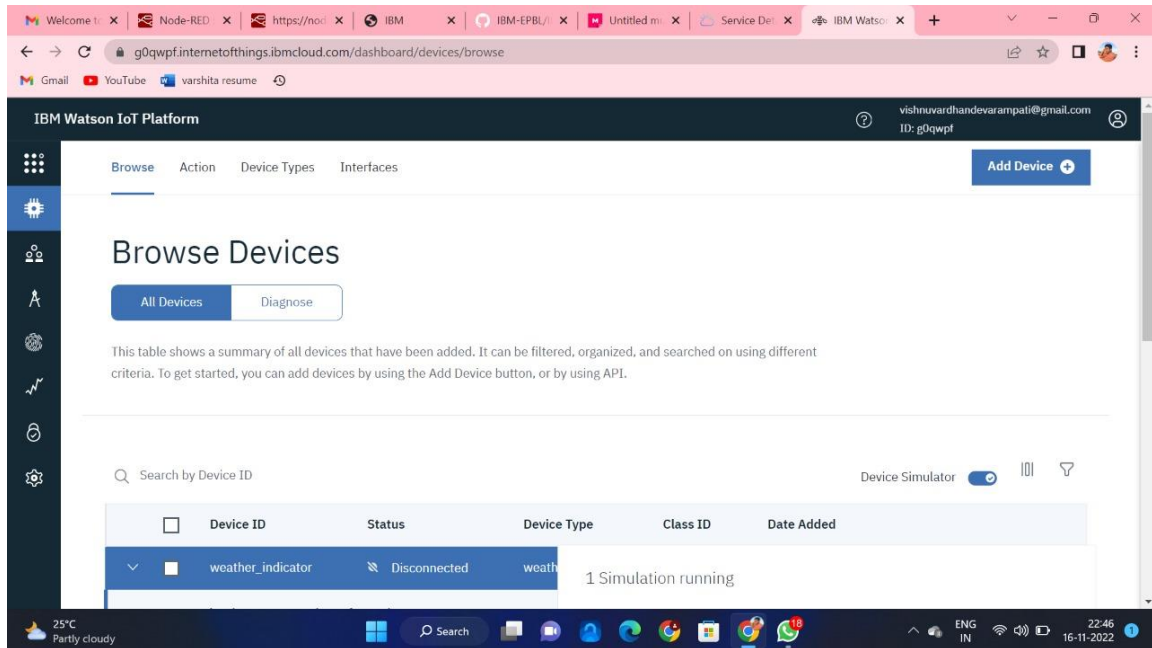 Welcome to
Node-RED :
https://nod
IBM
IBM-EPBL/I
Untitled m
Service Det
IBM Watson
g0qwpf.internetofthings.ibmcloud.com/dashboard/devices/browse
Gmail YouTube varshita resume
IBM Watson IoT Platform
vishnuvardhandevarampati@gmail.com
ID: g0qwpf
Browse Action Device Types Interfaces
Add Device
Browse Devices
All Devices Diagnose
This table shows a summary of all devices that have been added. It can be filtered, organized, and searched on using different
criteria. To get started, you can add devices by using the Add Device button, or by using API.
Search by Device ID
Device Simulator
Device ID Status Device Type Class ID Date Added
weather_indicator Disconnected weath
1 Simulation running
25°C
Partly cloudy
Search
18
ENG
IN
22:46
16-11-2022
1